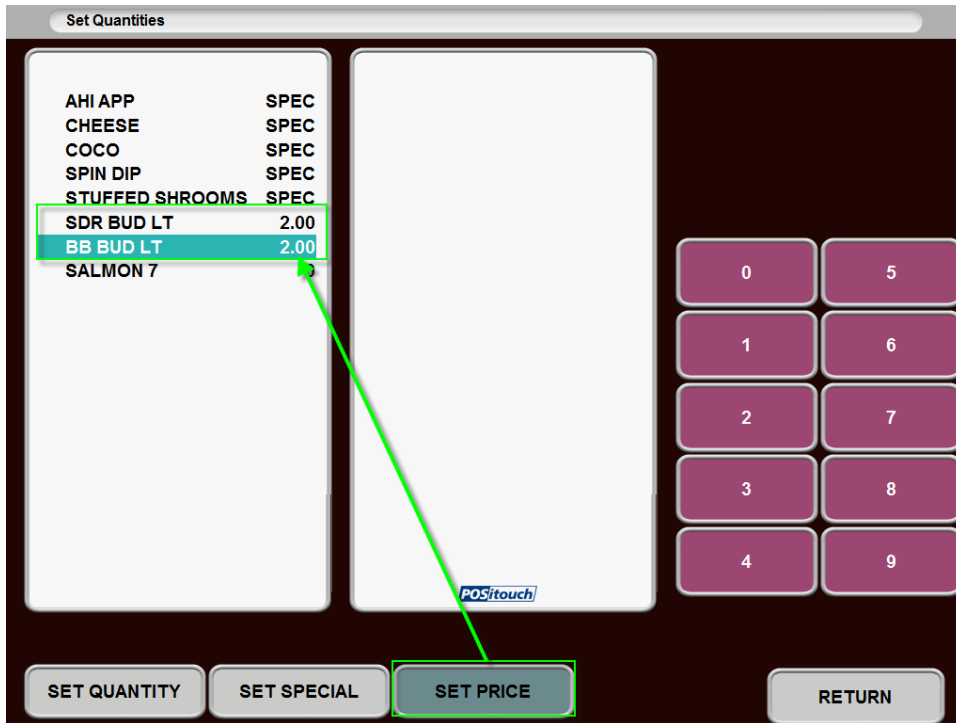 Set Quantities
AHI APP SPEC
CHEESE SPEC
COCO SPEC
SPIN DIP SPEC
STUFFED SHROOMS SPEC
SDR BUD LT 2.00
BB BUD LT 2.00
SALMON 7
0 5
1 6
2 7
3 8
4 9
POSitouch
SET QUANTITY SET SPECIAL SET PRICE RETURN